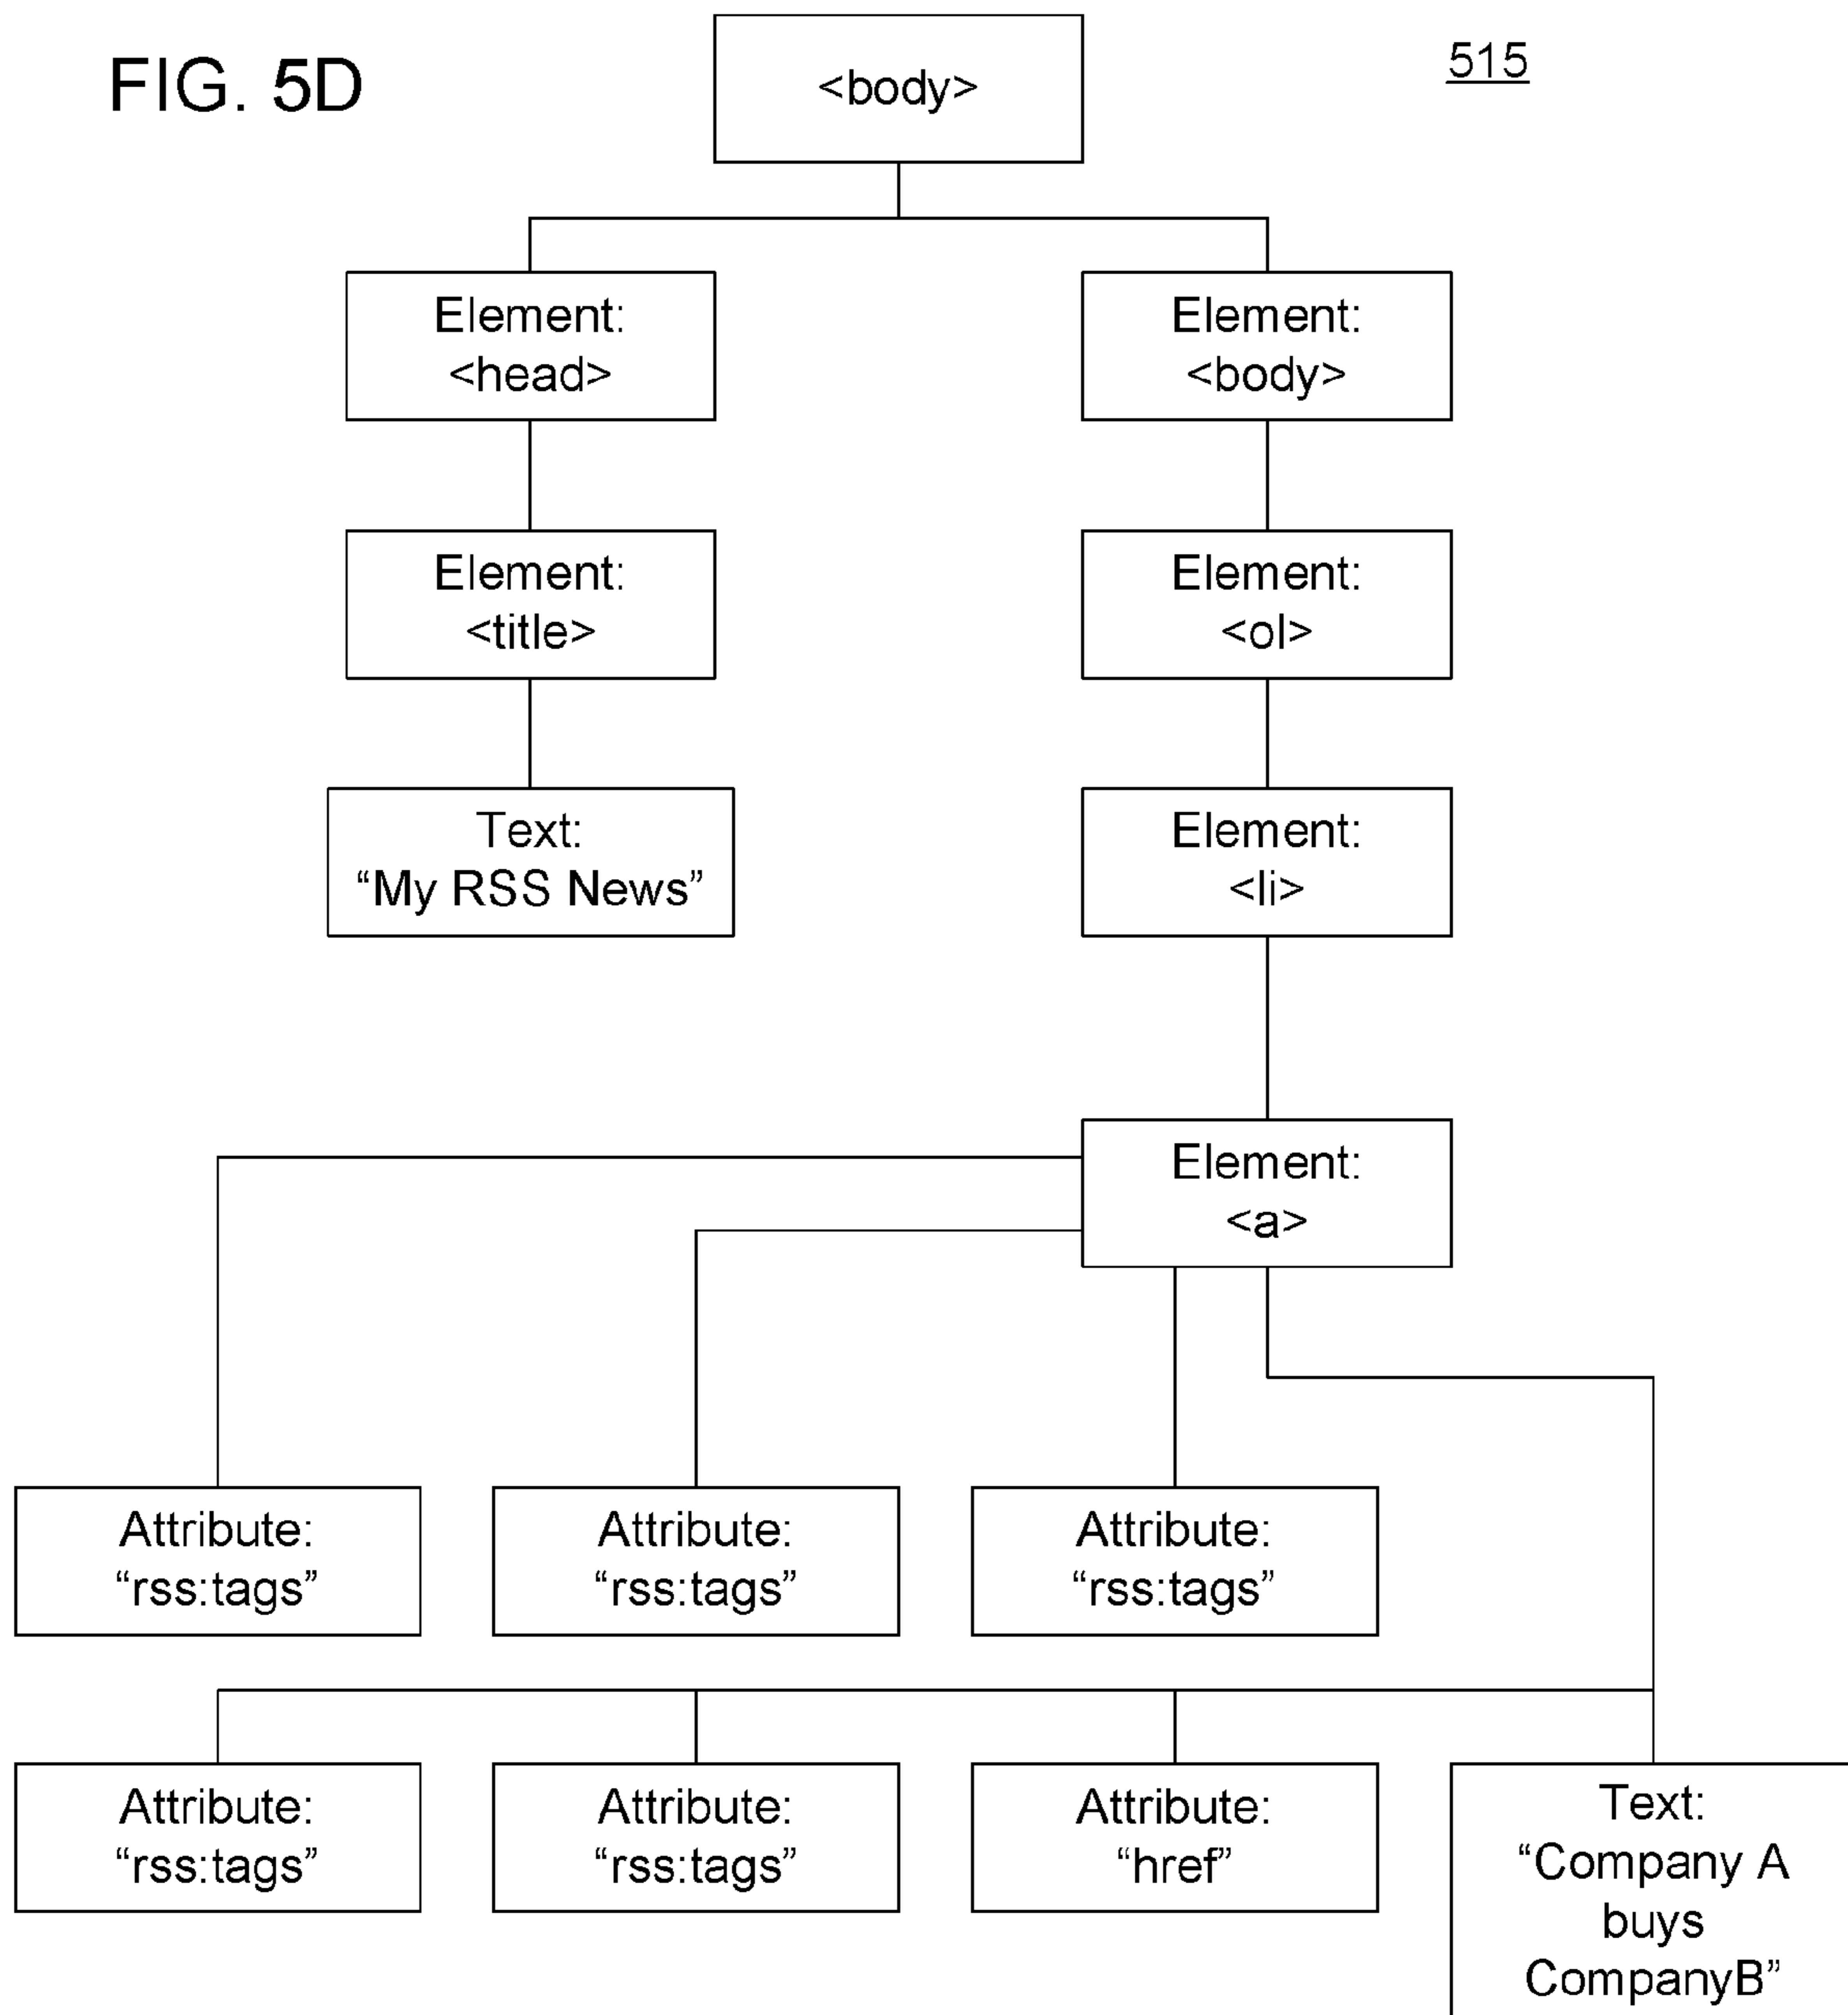 FIG. 5D
<body>
515
Element:
<head>
Element:
<body>
Element:
<title>
Element:
<ol>
Text:
“My RSS News”
Element:
<li>
Element:
<a>
Attribute:
“rss:tags”
Attribute:
“rss:tags”
Attribute:
“rss:tags”
Attribute:
“rss:tags”
Attribute:
“rss:tags”
Attribute:
“href”
Text:
“Company A
buys
CompanyB”